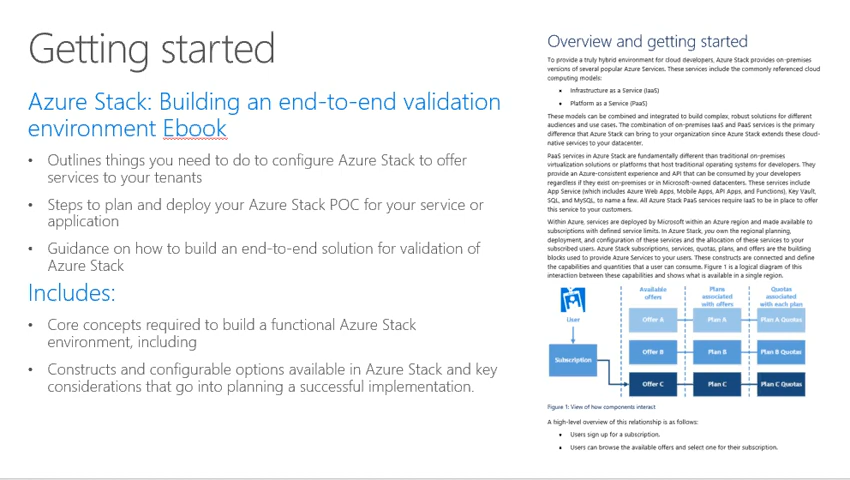 Getting started
Azure Stack: Building an end-to-end validation
environment Ebook
• Outlines things you need to do to configure Azure Stack to offer
services to your tenants
• Steps to plan and deploy your Azure Stack POC for your service or
application
• Guidance on how to build an end-to-end solution for validation of
Azure Stack
Includes:
• Core concepts required to build a functional Azure Stack
environment, including
• Constructs and configurable options available in Azure Stack and key
considerations that go into planning a successful implementation.
Overview and getting started
To provide a truly hybrid environment for cloud developers, Azure Stack provides on-premises
versions of several popular Azure Services. These services include the commonly referenced cloud
computing models:
• Infrastructure as a Service (IaaS)
• Platform as a Service (PaaS)
These models can be combined and integrated to build complex, robust solutions for different
audiences and use cases. The combination of on-premises IaaS and PaaS services is the primary
difference that Azure Stack can bring to your organization since Azure Stack extends these cloud-
native services to your datacenter.
PaaS services in Azure Stack are fundamentally different than traditional on-premises
virtualization solutions or platforms that host traditional operating systems for developers. They
provide an Azure-consistent experience and API that can be consumed by your developers
regardless if they exist on-premises or in Microsoft-owned datacenters. These services include
App Service (which includes Azure Web Apps, Mobile Apps, API Apps, and Functions), Key Vault,
SQL, and MySQL, to name a few. All Azure Stack PaaS services require IaaS to be in place to offer
this service to your customers.
Within Azure, services are deployed by Microsoft within an Azure Region and made available to
subscriptions with defined service limits. In Azure Stack, you own the regional planning,
deployment, and configuration of these services and the allocation of these services to your
subscribed users. Azure Stack subscriptions, services, quotas, plans, and offers are the building
blocks used to provide Azure Services to your users. These constructs are connected and define
the capabilities and quantities that a user can consume. Figure 1 is a logical diagram of this
interaction between these capabilities and shows what is available in a single region.
Available
offers
Plans
associated
with offers
Quotas
associated
with each plan
User
Offer A
Plan A
Plan A Quotas
Subscription
Offer B
Plan B
Plan B Quotas
Offer C
Plan C
Plan C Quotas
Figure 1: View of how components interact
A high-level overview of this relationship is as follows:
• Users sign up for a subscription.
• Users can browse the available offers and select one for their subscription.